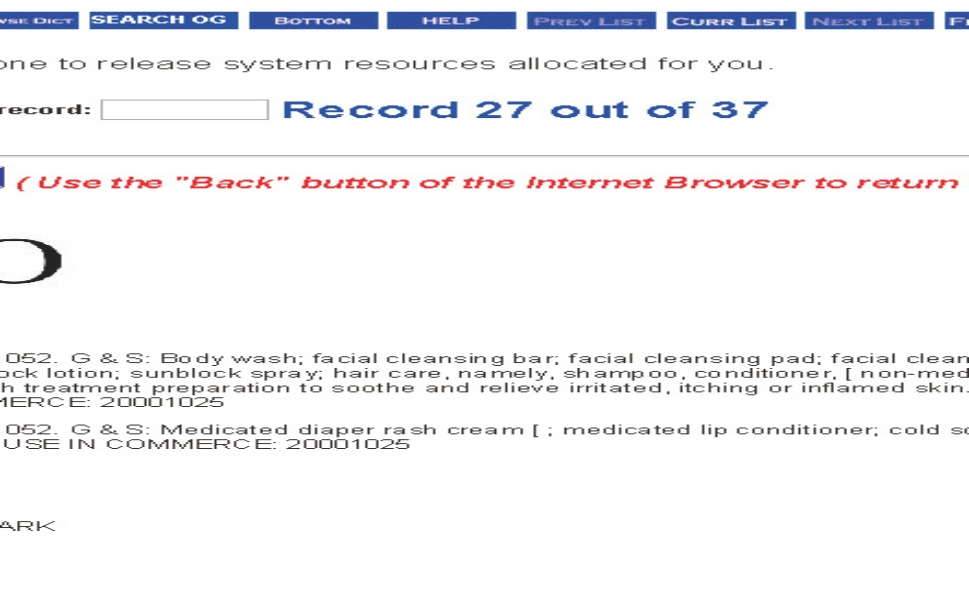 WSE DICT SEARCH OG BOTTOM HELP PREV LIST CURR LIST NEXT LIST
one to release system resources allocated for you.
record: Record 27 out of 37
( Use the "Back" button of the Internet Browser to return
O
052. G & S: Body wash; facial cleansing bar; facial cleansing pad; facial clean
ock lotion; sunblock spray; hair care, namely, shampoo, conditioner, [ non-med
h treatment preparation to soothe and relieve irritated, itching or inflamed skin.
MERCE: 20001025
052. G & S: Medicated diaper rash cream [ ; medicated lip conditioner; cold so
USE IN COMMERCE: 20001025
ARK